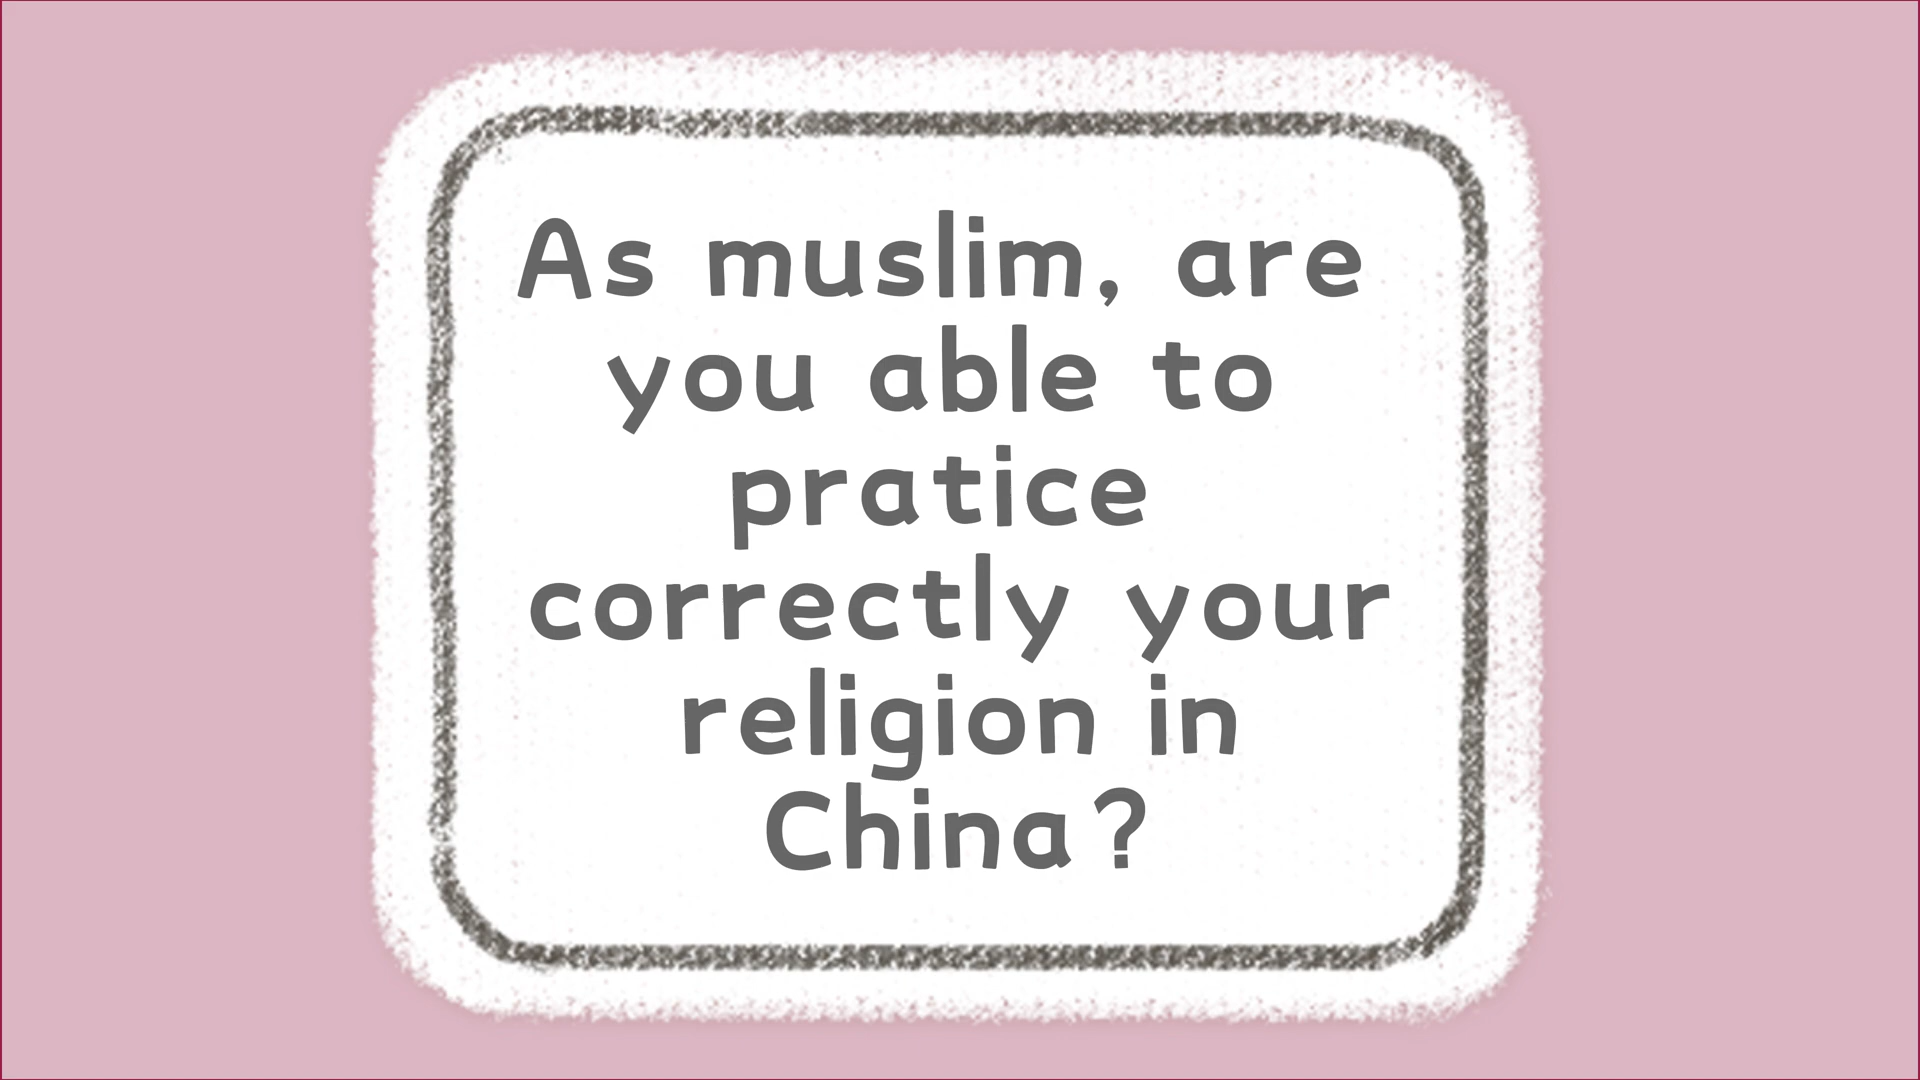 As muslim, are
you able to
pratice
correctly your
religion in
China?